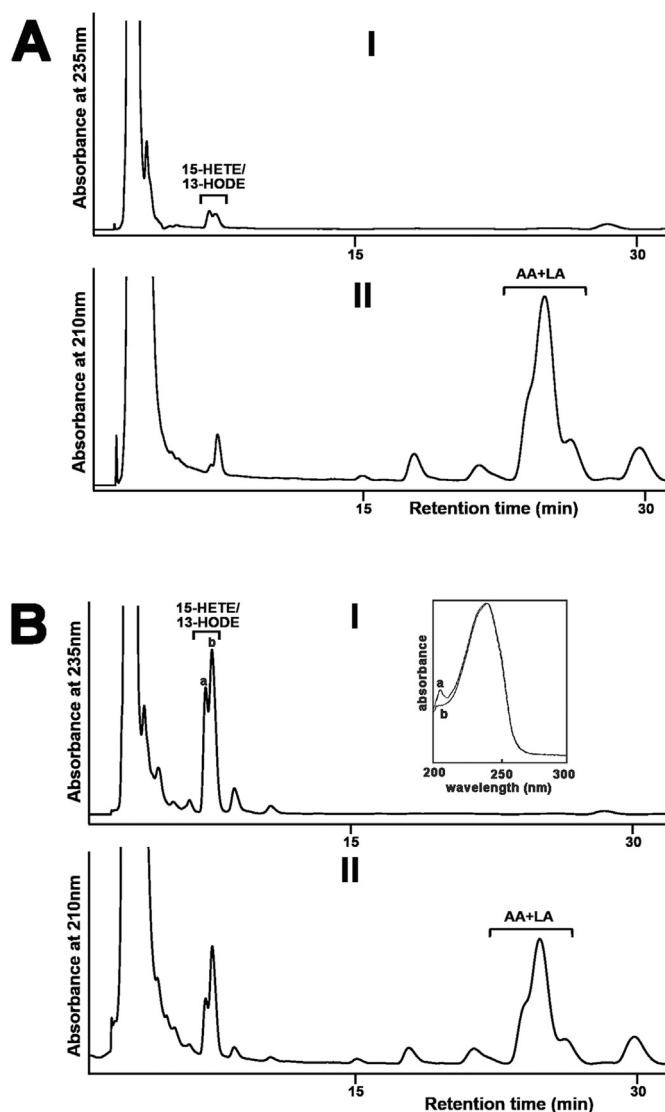 A
I
Absorbance at 235nm
15-HETE/
13-HODE
15
30
II
Absorbance at 210nm
AA+LA
15
30
Retention time (min)
B
I
Absorbance at 235nm
15-HETE/
13-HODE
a
b
absorbance
a
b
200
250
300
wavelength (nm)
15
30
II
Absorbance at 210nm
AA+LA
15
30
Retention time (min)